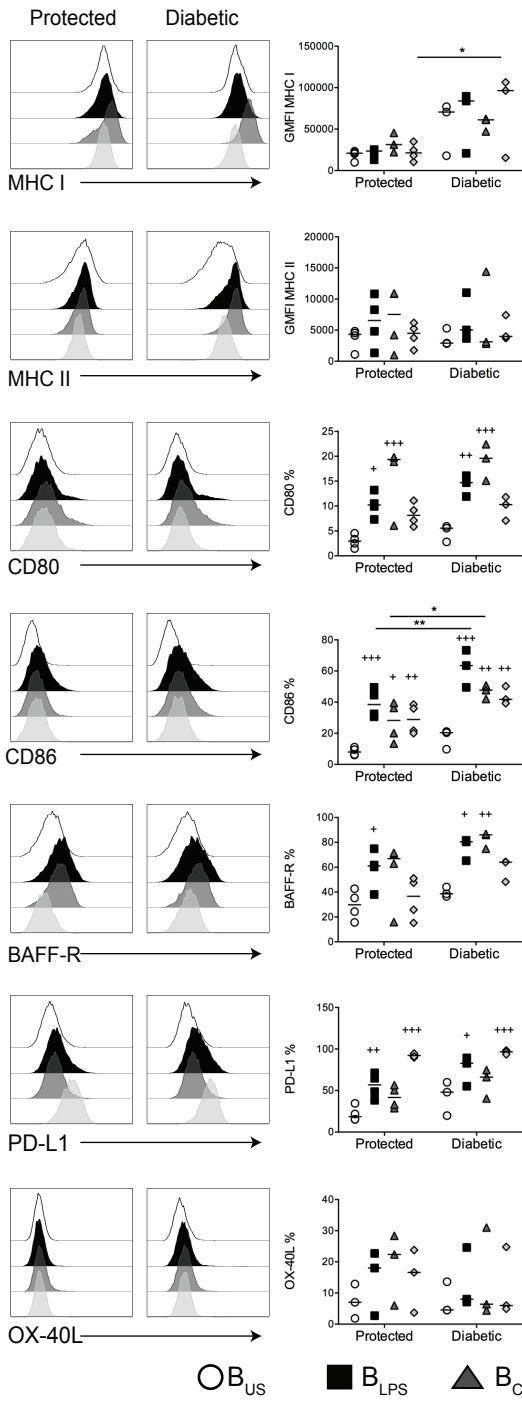 Protected Diabetic
MHC I
GMFI MHC I
150000
100000
50000
0
*
Protected Diabetic
MHC II
GMFI MHC II
20000
15000
10000
5000
0
Protected Diabetic
CD80
CD80 %
25
20
15
10
5
0
+ +++ ++ +++
Protected Diabetic
CD86
CD86 %
80
60
40
20
0
*
**
+++ + ++ +++ ++ ++
Protected Diabetic
BAFF-R
BAFF-R %
100
80
60
40
20
0
+ + ++
Protected Diabetic
PD-L1
PD-L1 %
150
100
50
0
++ +++ + +++
Protected Diabetic
OX-40L
OX-40L %
40
30
20
10
0
Protected Diabetic
BUS BLPS BC